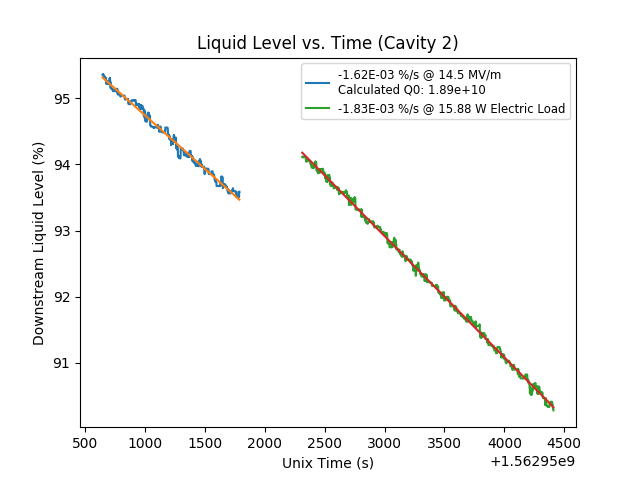 Liquid Level vs. Time (Cavity 2)
-1.62E-03 %/s @ 14.5 MV/m
Calculated Q0: 1.89e+10
-1.83E-03 %/s @ 15.88 W Electric Load
Downstream Liquid Level (%)
95
94
93
92
91
500 1000 1500 2000 2500 3000 3500 4000 4500
Unix Time (s)
+1.56295e9